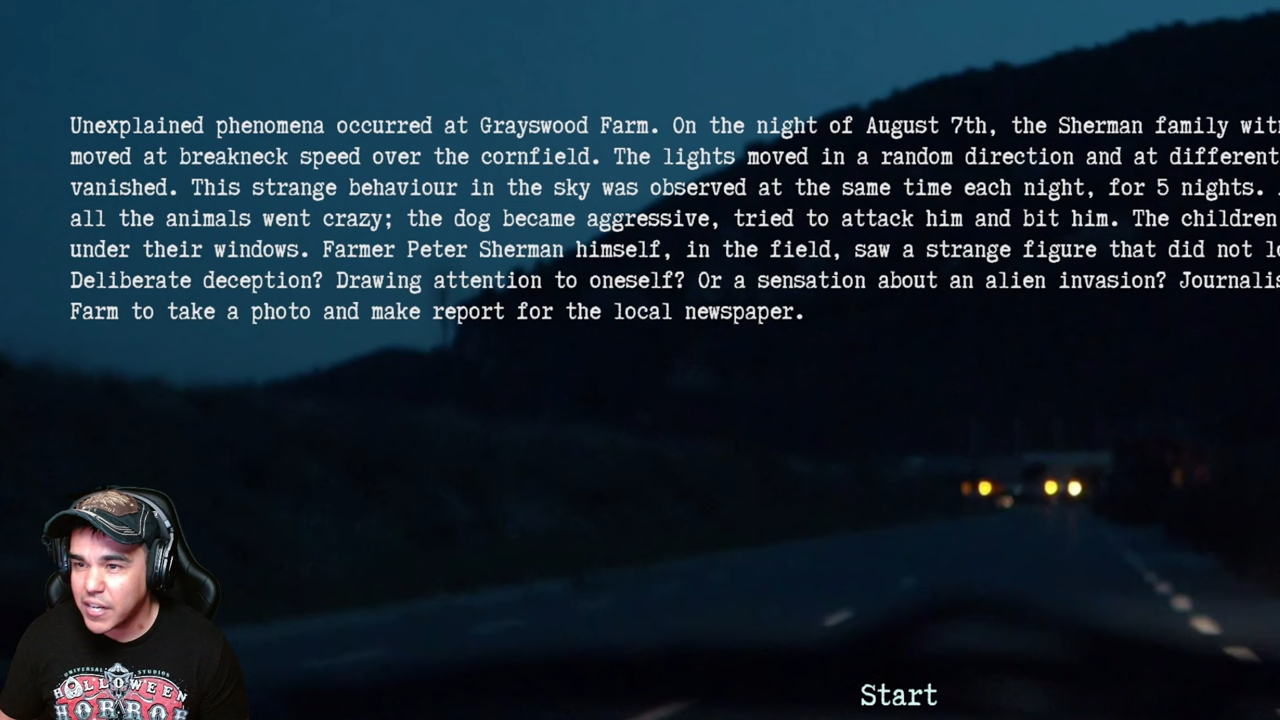 Unexplained phenomena occurred at Grayswood Farm. On the night of August 7th, the Sherman family
moved at breakneck speed over the cornfield. The lights moved in a random direction and at different
vanished. This strange behaviour in the sky was observed at the same time each night, for 5 nights.
all the animals went crazy; the dog became aggressive, tried to attack him and bit him. The children
under their windows. Farmer Peter Sherman himself, in the field, saw a strange figure that did not
Deliberate deception? Drawing attention to oneself? Or a sensation about an alien invasion?
Farm to take a photo and make report for the local newspaper.
Start
UNIVERSAL STUDIOS
HALLOWEEN
HORROR